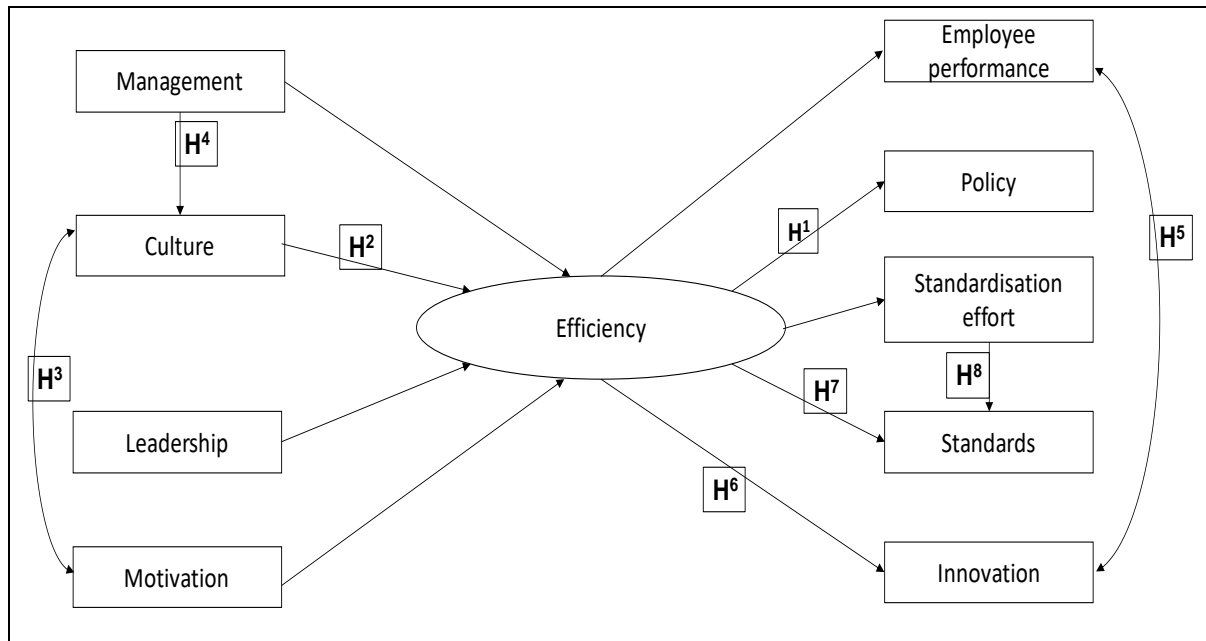 Employee
performance
Management
H⁴
Policy
H¹
Culture
H²
H⁵
Standardisation
effort
Efficiency
H³
H⁸
H⁷
Leadership
Standards
H⁶
Motivation
Innovation